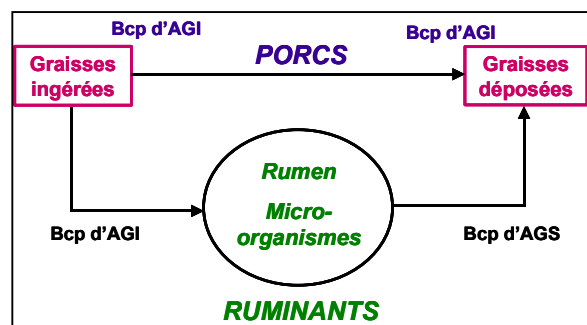 Bcp d'AGI
Bcp d'AGI
Graisses
ingérées
PORCS
Graisses
déposées
Rumen
Micro-
organismes
Bcp d'AGI
Bcp d'AGS
RUMINANTS